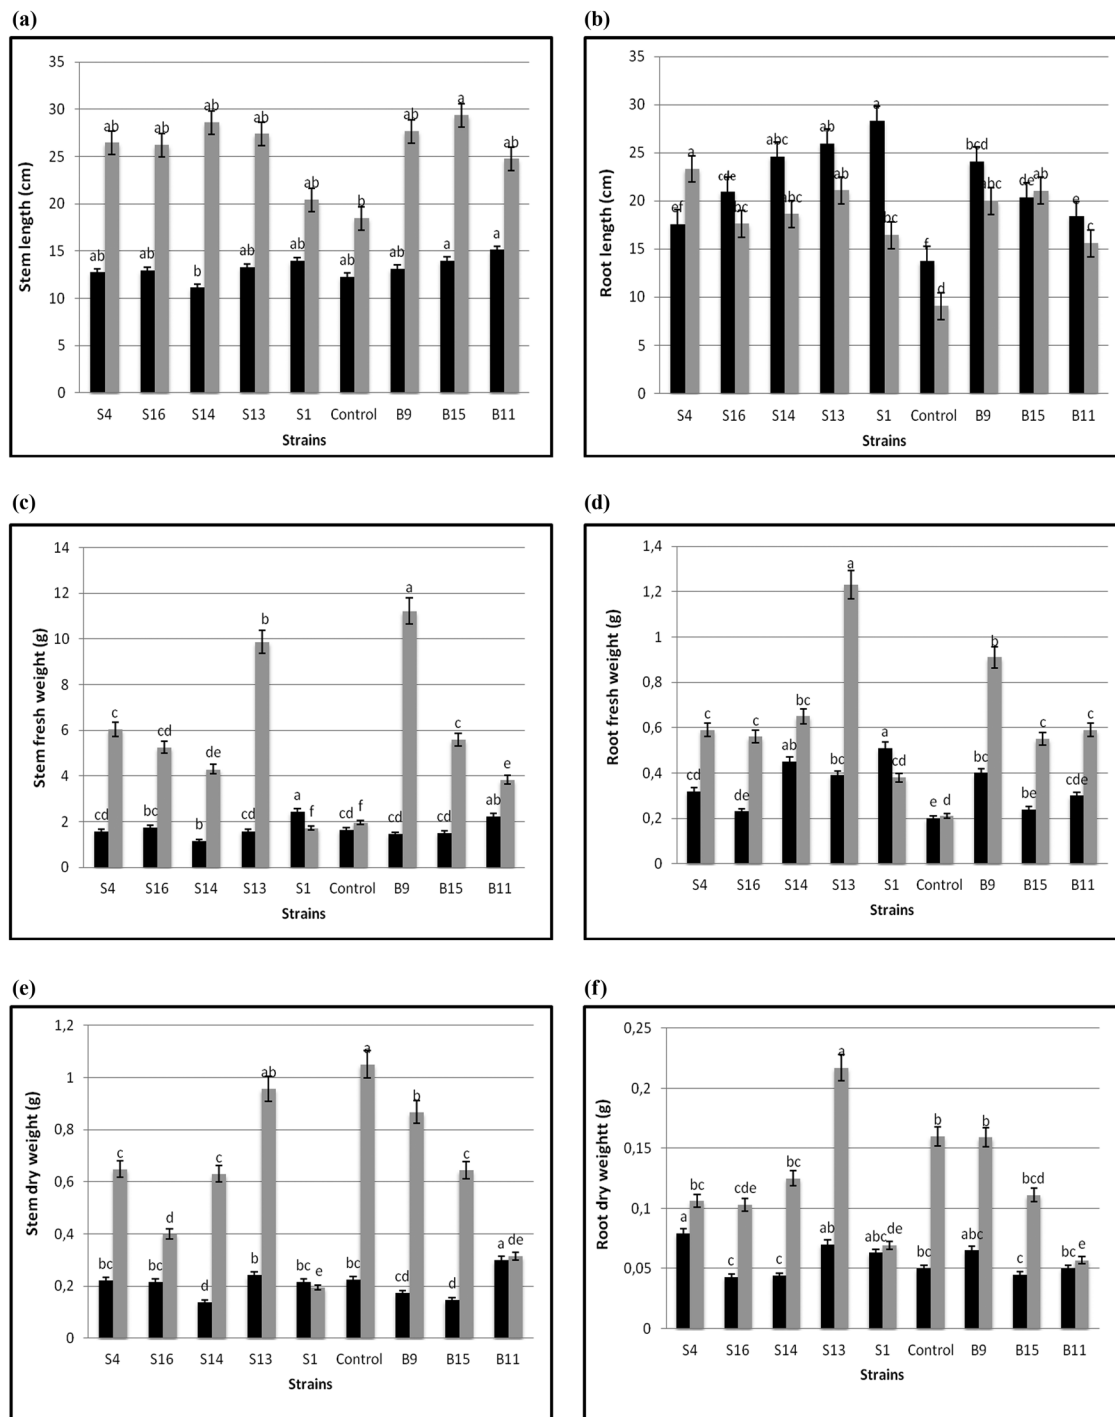 (a)
Stem length (cm)
35
30
25
20
15
10
5
0
ab ab ab ab ab b ab a ab
ab ab b ab ab ab ab a a
S4 S16 S14 S13 S1 Control B9 B15 B11
Strains
(b)
Root length (cm)
35
30
25
20
15
10
5
0
ef cde abc ab a f bcd de e
a bc abc ab bc d abc ab c
S4 S16 S14 S13 S1 Control B9 B15 B11
Strains
(c)
Stem fresh weight (g)
14
12
10
8
6
4
2
0
c cd de b f f a c e
cd bc b cd a cd cd cd ab
S4 S16 S14 S13 S1 Control B9 B15 B11
Strains
(d)
Root fresh weight (g)
1,4
1,2
1
0,8
0,6
0,4
0,2
0
c c bc a cd d b c c
cd de ab bc a e bc be cde
S4 S16 S14 S13 S1 Control B9 B15 B11
Strains
(e)
Stem dry weight (g)
1,2
1
0,8
0,6
0,4
0,2
0
c d c ab e a b c de
bc bc d b bc bc cd d a
S4 S16 S14 S13 S1 Control B9 B15 B11
Strains
(f)
Root dry weightt (g)
0,25
0,2
0,15
0,1
0,05
0
bc cde bc a de b b bcd e
a c c ab abc bc abc c bc
S4 S16 S14 S13 S1 Control B9 B15 B11
Strains